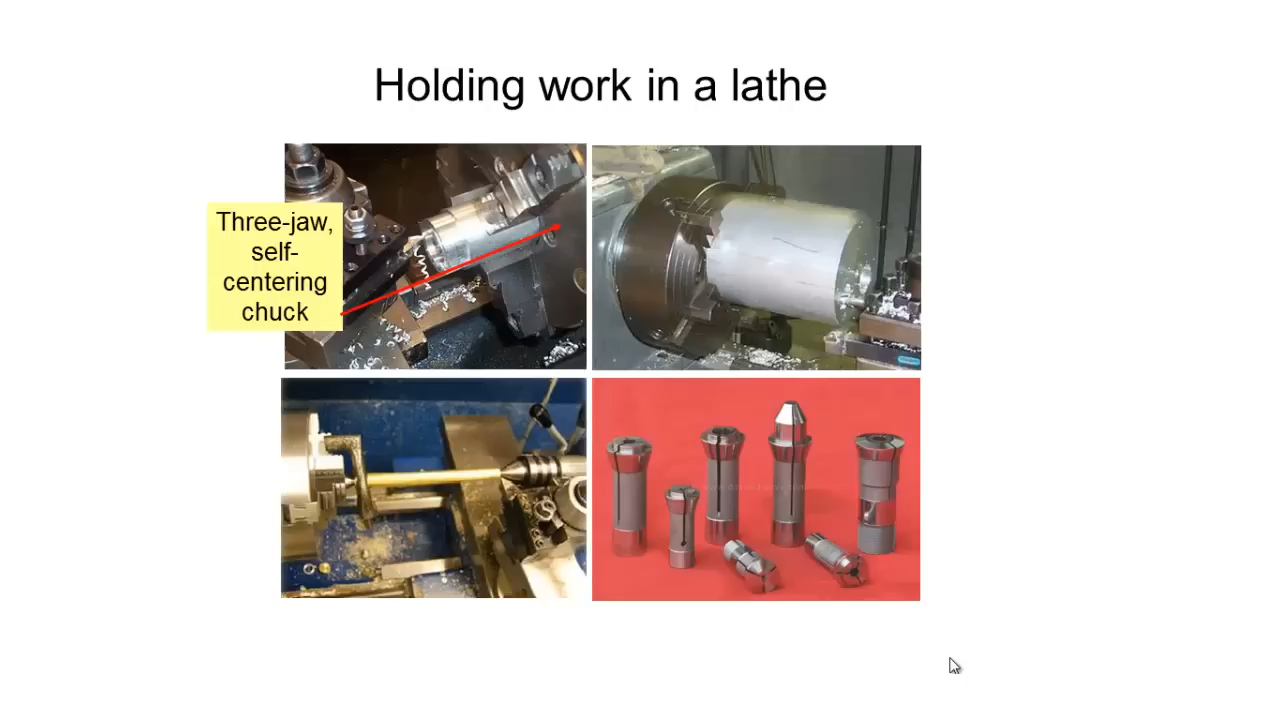 Holding work in a lathe
Three-jaw,
self-
centering
chuck